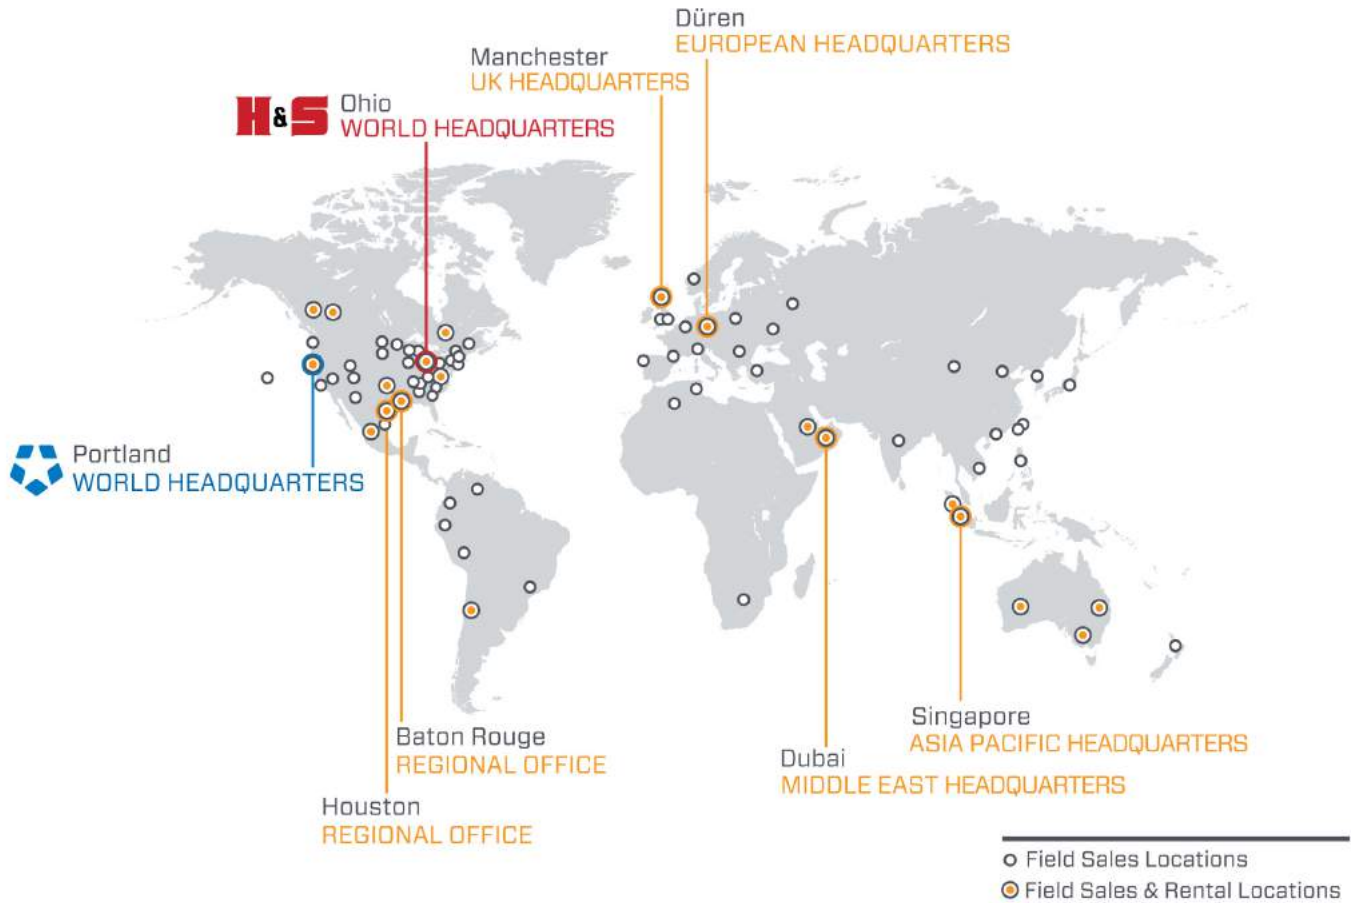 Düren
EUROPEAN HEADQUARTERS
Manchester
UK HEADQUARTERS
H&S
Ohio
WORLD HEADQUARTERS
Portland
WORLD HEADQUARTERS
Baton Rouge
REGIONAL OFFICE
Houston
REGIONAL OFFICE
Singapore
ASIA PACIFIC HEADQUARTERS
Dubai
MIDDLE EAST HEADQUARTERS
Field Sales Locations
Field Sales & Rental Locations